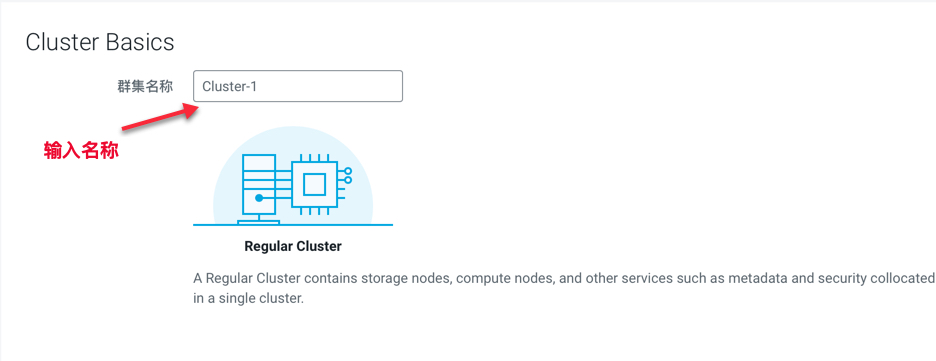 Cluster Basics
群集名称
Cluster-1
输入名称
Regular Cluster
A Regular Cluster contains storage nodes, compute nodes, and other services such as metadata and security collocated
in a single cluster.